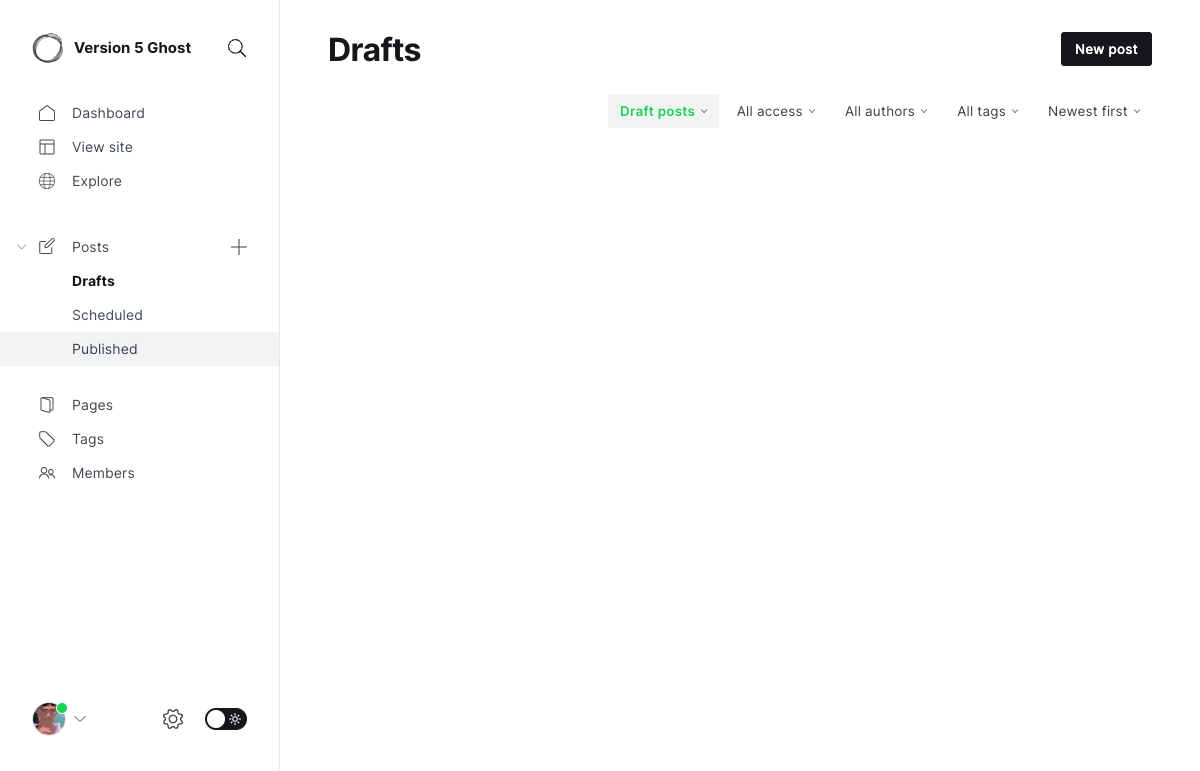 Version 5 Ghost
Dashboard
View site
Explore
Posts
Drafts
Scheduled
Published
Pages
Tags
Members
Drafts
New post
Draft posts
All access
All authors
All tags
Newest first